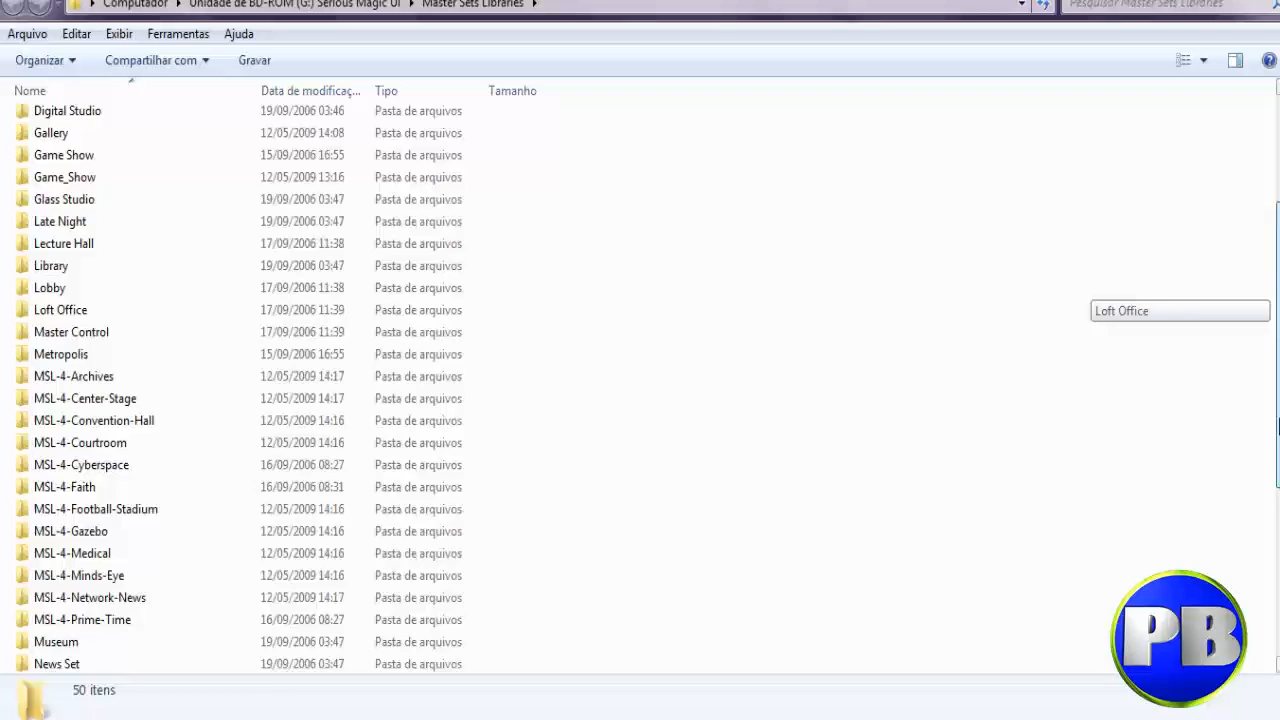 Computador Unidade de BD-ROM (G:) Serious Magic Ul Master Sets Libraries Pesquisar Master Sets Libraries
Arquivo Editar Exibir Ferramentas Ajuda
Organizar Compartilhar com Gravar
Nome Data de modificaç... Tipo Tamanho
Digital Studio 19/09/2006 03:46 Pasta de arquivos
Gallery 12/05/2009 14:08 Pasta de arquivos
Game Show 15/09/2006 16:55 Pasta de arquivos
Game_Show 12/05/2009 13:16 Pasta de arquivos
Glass Studio 19/09/2006 03:47 Pasta de arquivos
Late Night 19/09/2006 03:47 Pasta de arquivos
Lecture Hall 17/09/2006 11:38 Pasta de arquivos
Library 19/09/2006 03:47 Pasta de arquivos
Lobby 17/09/2006 11:38 Pasta de arquivos
Loft Office 17/09/2006 11:39 Pasta de arquivos Loft Office
Master Control 17/09/2006 11:39 Pasta de arquivos
Metropolis 15/09/2006 16:55 Pasta de arquivos
MSL-4-Archives 12/05/2009 14:17 Pasta de arquivos
MSL-4-Center-Stage 12/05/2009 14:17 Pasta de arquivos
MSL-4-Convention-Hall 12/05/2009 14:16 Pasta de arquivos
MSL-4-Courtroom 12/05/2009 14:16 Pasta de arquivos
MSL-4-Cyberspace 16/09/2006 08:27 Pasta de arquivos
MSL-4-Faith 16/09/2006 08:31 Pasta de arquivos
MSL-4-Football-Stadium 12/05/2009 14:16 Pasta de arquivos
MSL-4-Gazebo 12/05/2009 14:16 Pasta de arquivos
MSL-4-Medical 12/05/2009 14:16 Pasta de arquivos
MSL-4-Minds-Eye 12/05/2009 14:16 Pasta de arquivos
MSL-4-Network-News 12/05/2009 14:17 Pasta de arquivos
MSL-4-Prime-Time 16/09/2006 08:27 Pasta de arquivos
Museum 19/09/2006 03:47 Pasta de arquivos
News Set 19/09/2006 03:47 Pasta de arquivos
PB
50 itens